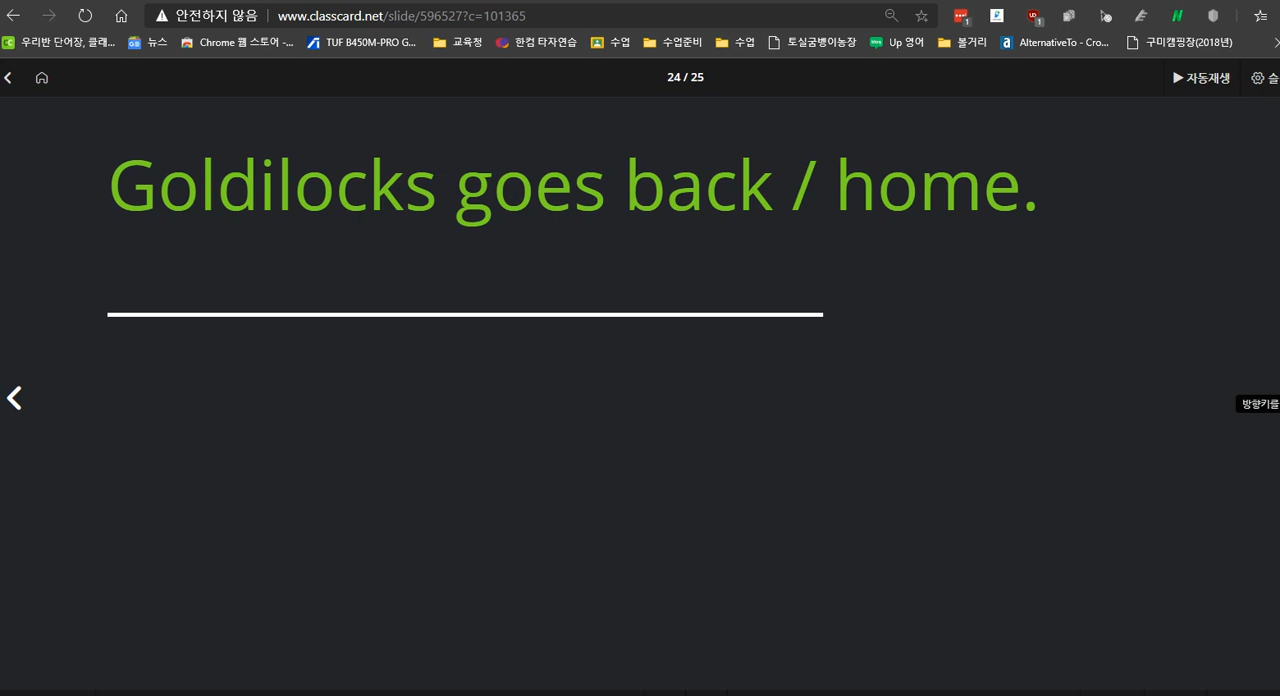 안전하지 않음 www.classcard.net/slide/596527?c=101365
우리반 단어장, 클래... 뉴스 Chrome 웹 스토어 -... TUF B450M-PRO G... 교육청 한컴 타자연습 수업 수업준비 수업 토실굼벵이농장 Up 영어 볼거리 AlternativeTo - Cro... 구미캠핑장(2018년)
24 / 25 자동재생 슬
Goldilocks goes back / home.
방향키를